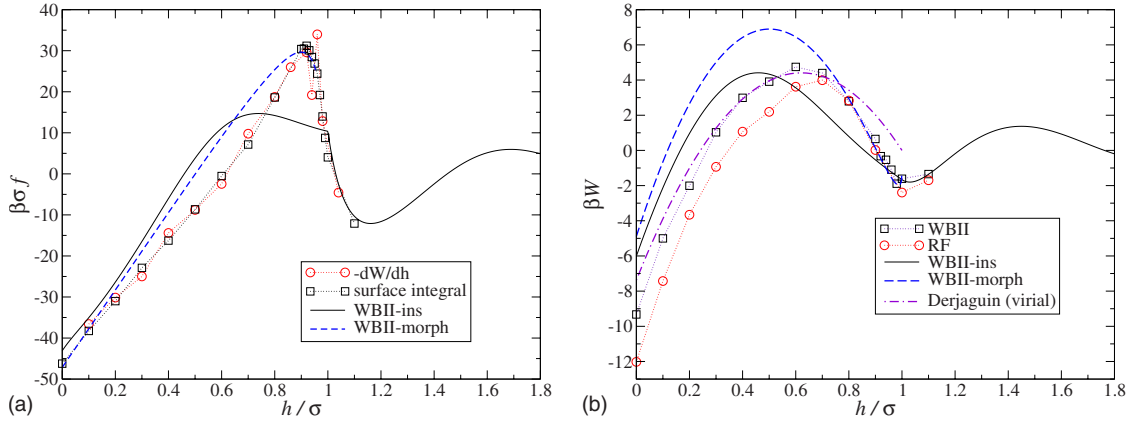 40
30
20
10
0
-10
-20
-30
-40
-50
βσf
-dW/dh
surface integral
WBII-ins
WBII-morph
0 0.2 0.4 0.6 0.8 1 1.2 1.4 1.6 1.8
(a)
h/σ
8
6
4
2
0
-2
-4
-6
-8
-10
-12
βW
WBII
RF
WBII-ins
WBII-morph
Derjaguin (virial)
0 0.2 0.4 0.6 0.8 1 1.2 1.4 1.6 1.8
(b)
h/σ